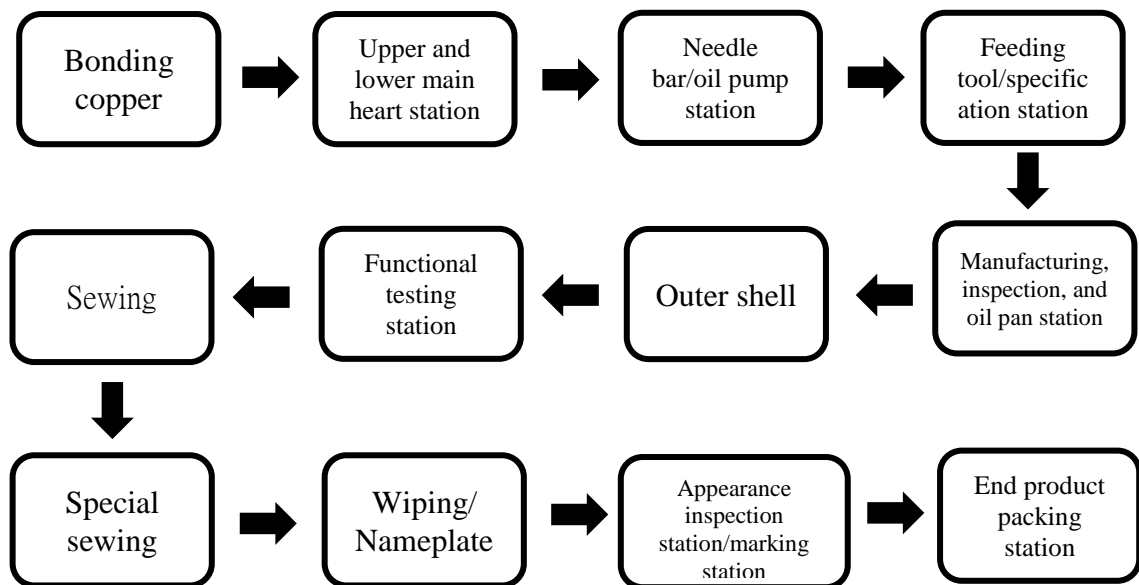 Bonding
copper
Upper and
lower main
heart station
Needle
bar/oil pump
station
Feeding
tool/specific
ation station
Manufacturing,
inspection, and
oil pan station
Outer shell
Functional
testing
station
Sewing
Special
sewing
Wiping/
Nameplate
Appearance
inspection
station/marking
station
End product
packing
station